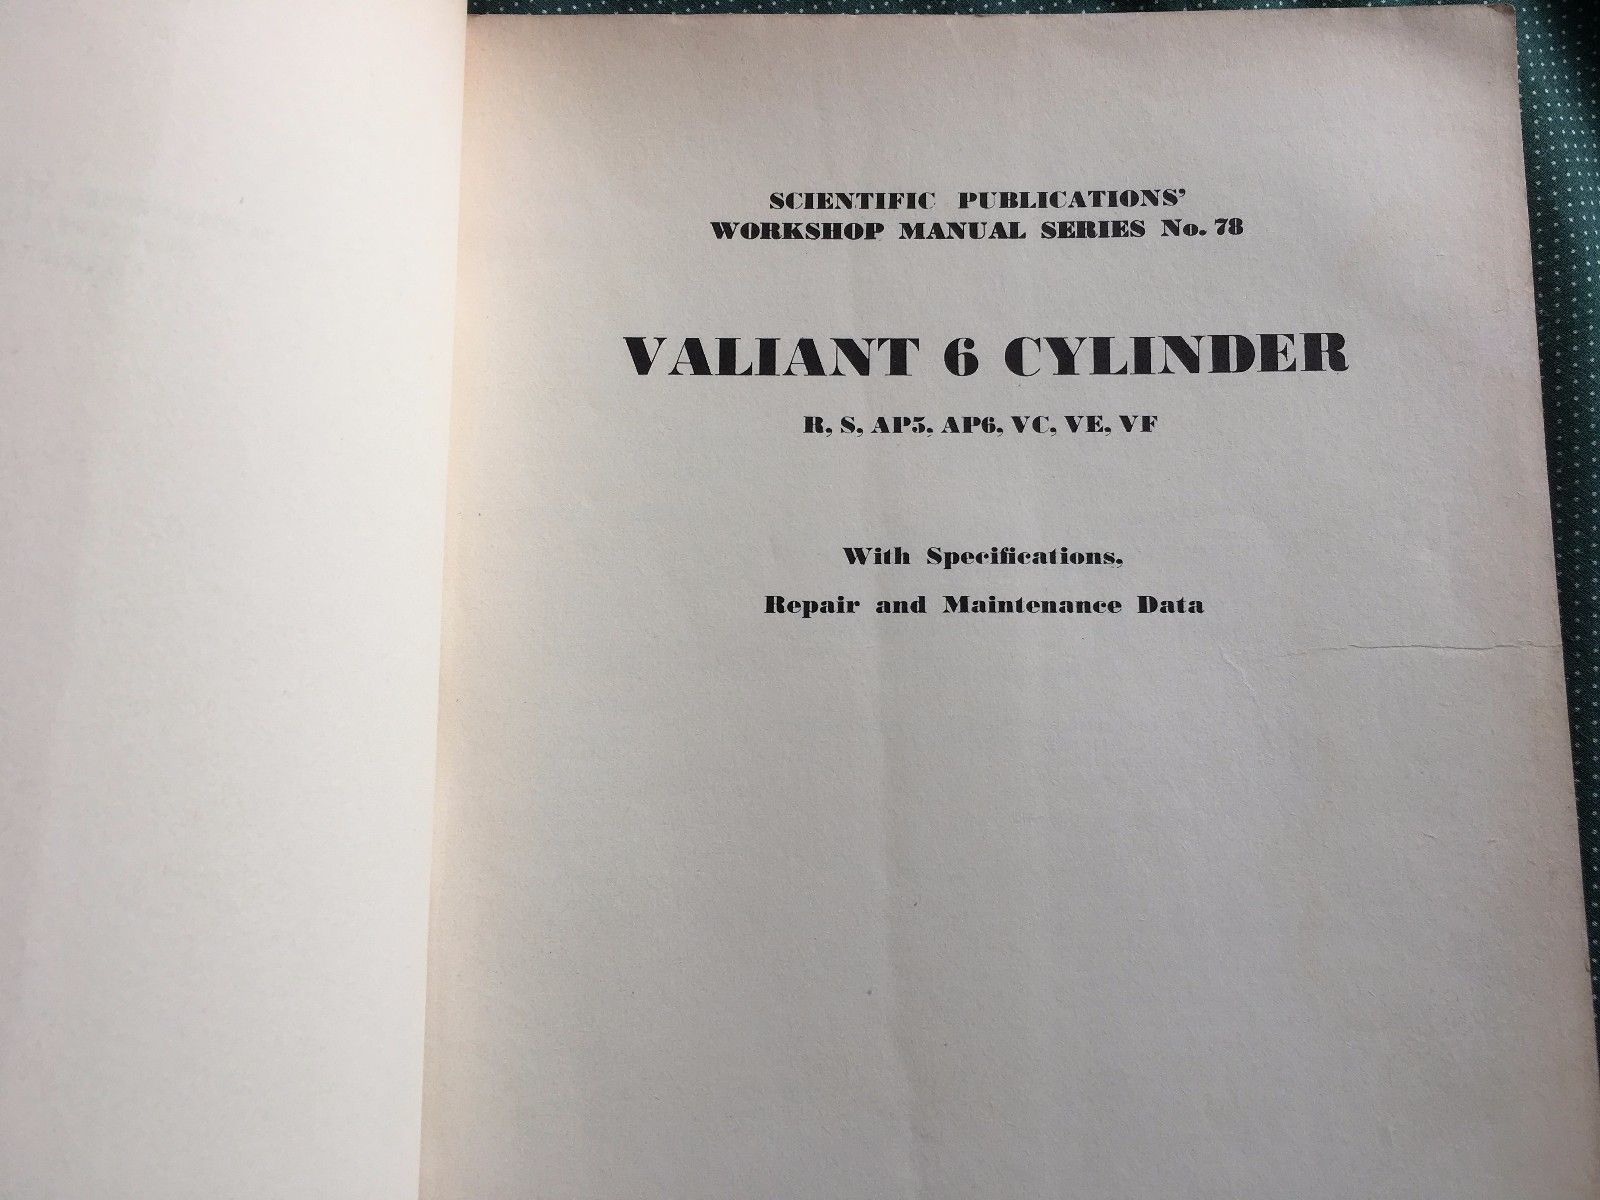 SCIENTIFIC PUBLICATIONS'
WORKSHOP MANUAL SERIES No. 78
VALIANT 6 CYLINDER
R, S, AP5, AP6, VC, VE, VF
With Specifications,
Repair and Maintenance Data